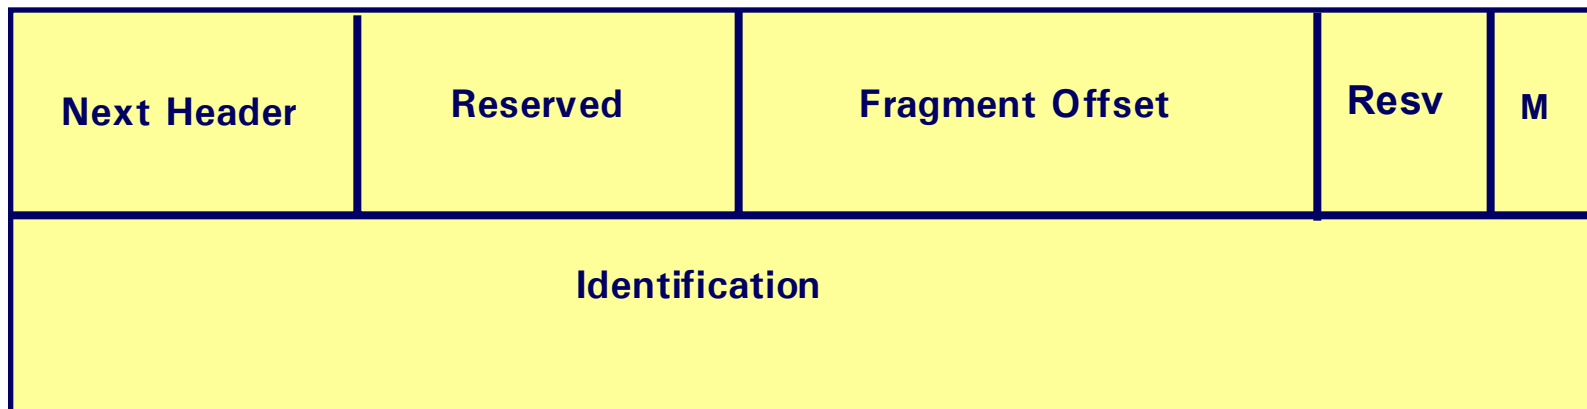 Next Header Reserved Fragment Offset Resv M
Identification